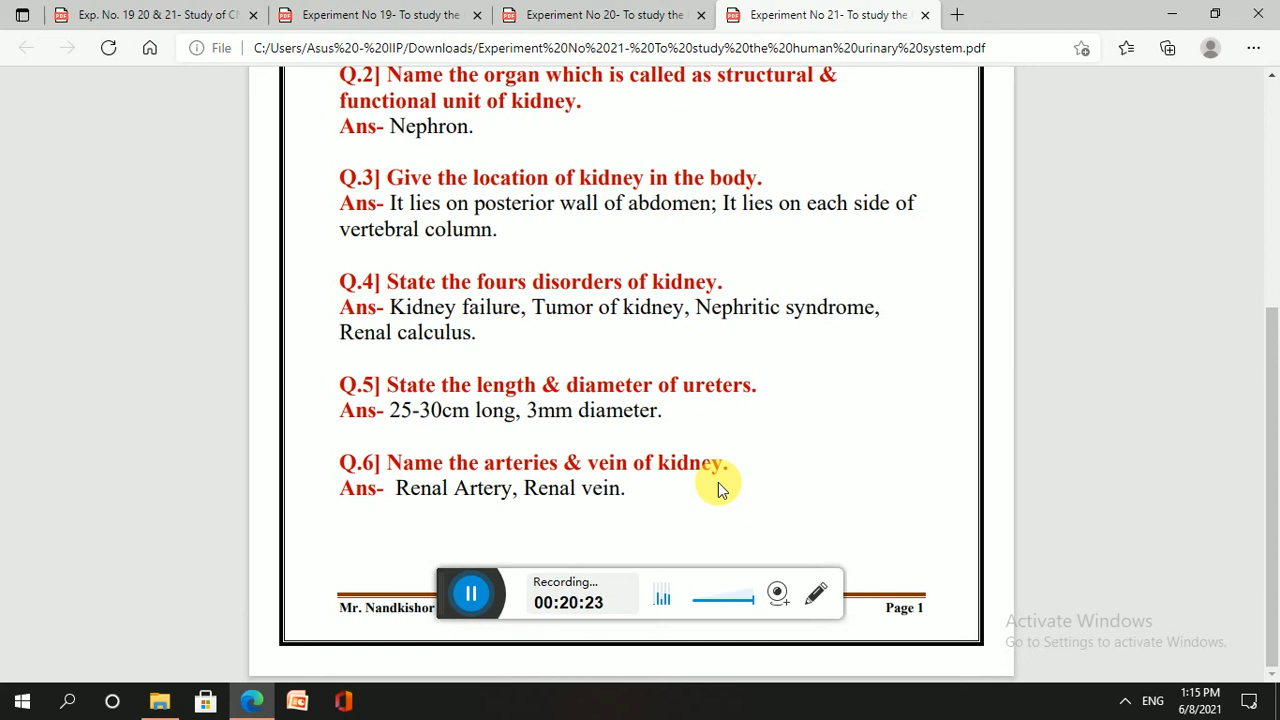 Exp. No. 19 20 & 21- Study of C
Experiment No 19- To study the
Experiment No 20- To study the
Experiment No 21- To study the
File
C:/Users/Asus%20-%20IIP/Downloads/Experiment%20No%2021-%20To%20study%20the%20human%20urinary%20system.pdf
Q.2] Name the organ which is called as structural &
functional unit of kidney.
Ans- Nephron.
Q.3] Give the location of kidney in the body.
Ans- It lies on posterior wall of abdomen; It lies on each side of
vertebral column.
Q.4] State the fours disorders of kidney.
Ans- Kidney failure, Tumor of kidney, Nephritic syndrome,
Renal calculus.
Q.5] State the length & diameter of ureters.
Ans- 25-30cm long, 3mm diameter.
Q.6] Name the arteries & vein of kidney.
Ans- Renal Artery, Renal vein.
Recording...
00:20:23
Mr. Nandkishor
Page 1
Activate Windows
Go to Settings to activate Windows.
ENG
1:15 PM
6/8/2021